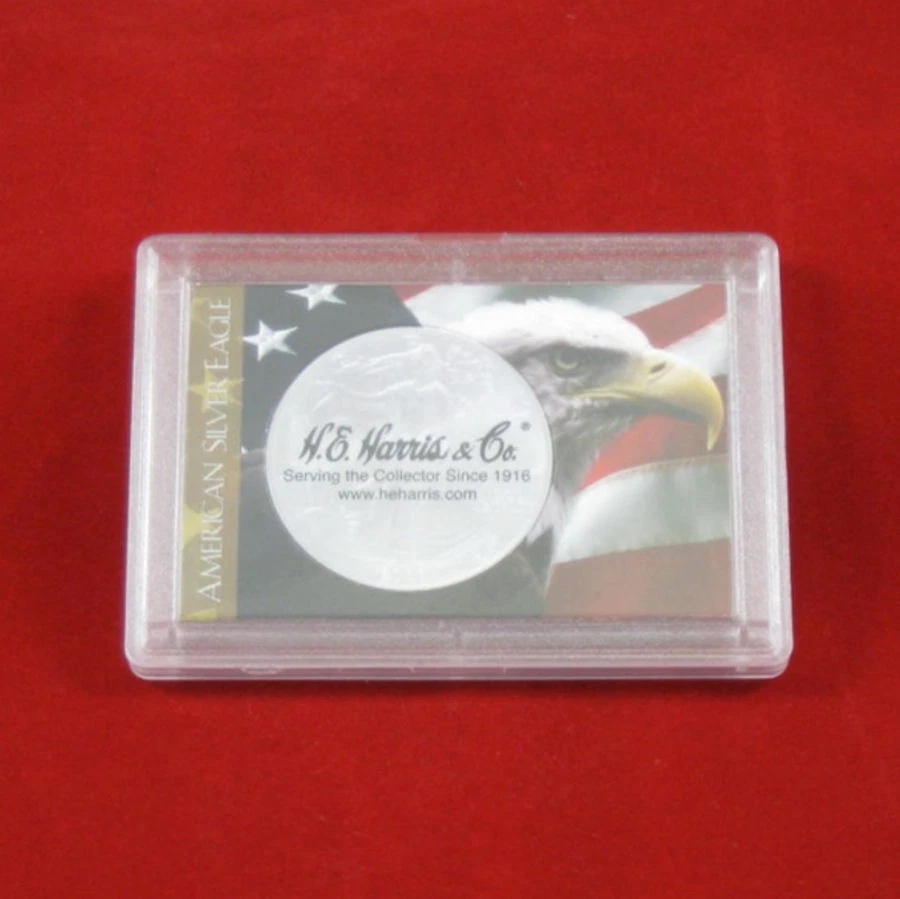 AMERICAN SILVER EAGLE
H.E. Harris & Co.®
Serving the Collector Since 1916
www.heharris.com